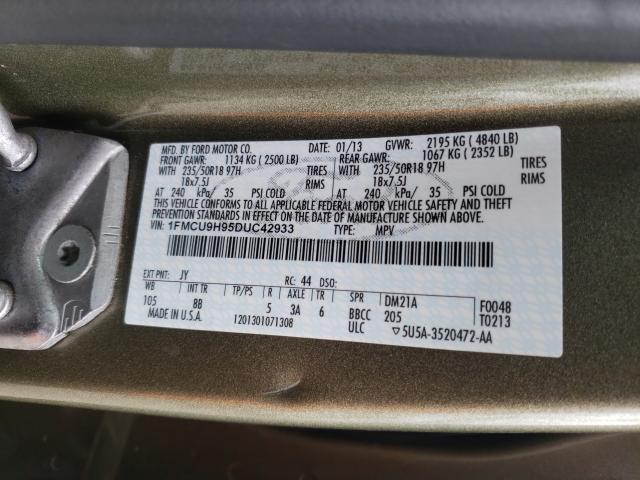 MFD. BY FORD MOTOR CO. DATE: 01/13 GVWR: 2195 KG ( 4840 LB)
FRONT GAWR: 1134 KG ( 2500 LB) REAR GAWR: 1067 KG ( 2352 LB)
WITH 235/50R18 97H TIRES WITH 235/50R18 97H TIRES
18x7.5J RIMS 18x7.5J RIMS
AT 240 kPa/ 35 PSI COLD AT 240 kPa/ 35 PSI COLD
THIS VEHICLE CONFORMS TO ALL APPLICABLE FEDERAL MOTOR VEHICLE SAFETY AND THEFT
PREVENTION STANDARDS IN EFFECT ON THE DATE OF MANUFACTURE SHOWN ABOVE.
VIN: 1FMCU9H95DUC42933 TYPE: MPV
EXT PNT: JY RC: 44 DSO:
WB INT TR TP/PS R AXLE TR SPR DM21A F0048
105 8B 5 3A 6 BBCC 205 T0213
MADE IN U.S.A. 1201301071308 ULC ▽5U5A-3520472-AA